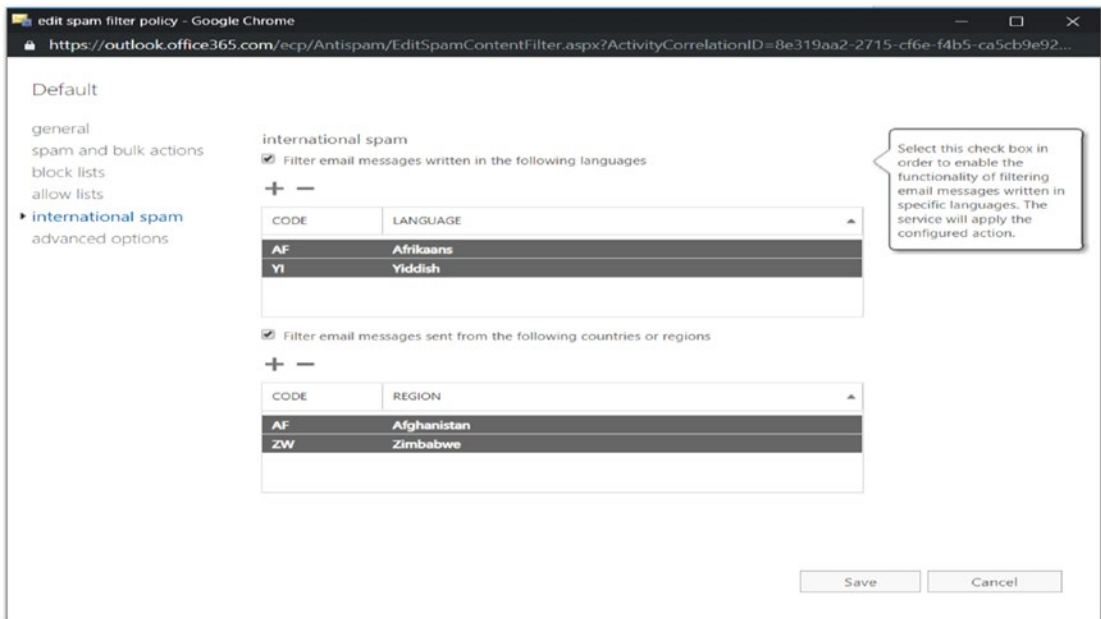 edit spam filter policy - Google Chrome
https://outlook.office365.com/ecp/Antispam/EditSpamContentFilter.aspx?ActivityCorrelationID=8e319aa2-2715-cf6e-f4b5-ca5cb9e92...
Default
general
spam and bulk actions
block lists
allow lists
international spam
advanced options
international spam
Filter email messages written in the following languages
CODE LANGUAGE
AF Afrikaans
YI Yiddish
Filter email messages sent from the following countries or regions
CODE REGION
AF Afghanistan
ZW Zimbabwe
Select this check box in
order to enable the
functionality of filtering
email messages written in
specific languages. The
service will apply the
configured action.
Save Cancel